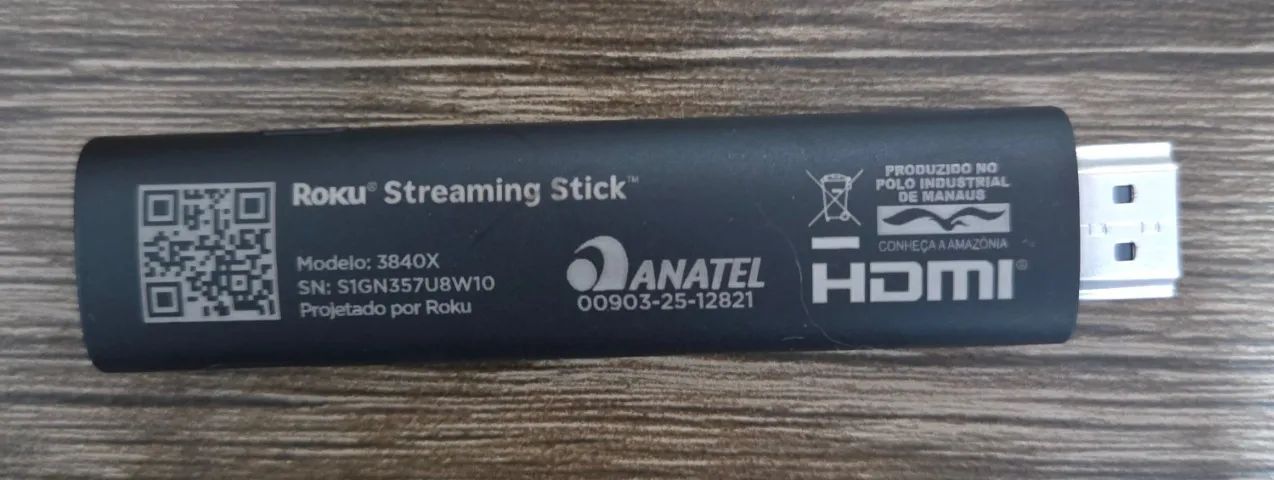 Roku® Streaming Stick™
Modelo: 3840X
SN: S1GN357U8W10
Projetado por Roku
ANATEL
00903-25-12821
PRODUZIDO NO
POLO INDUSTRIAL
DE MANAUS
CONHEÇA A AMAZÔNIA
HDMI®